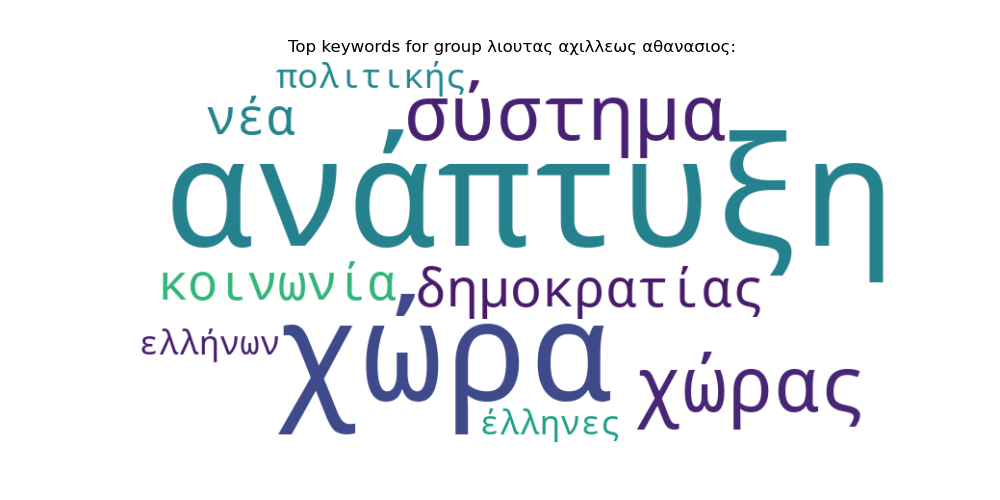 Top keywords for group λιουτας αχιλλεως αθανασιος:
πολιτικής
νέα
σύστημα
ανάπτυξη
κοινωνία
δημοκρατίας
ελλήνων
χώρα
χώρας
έλληνες